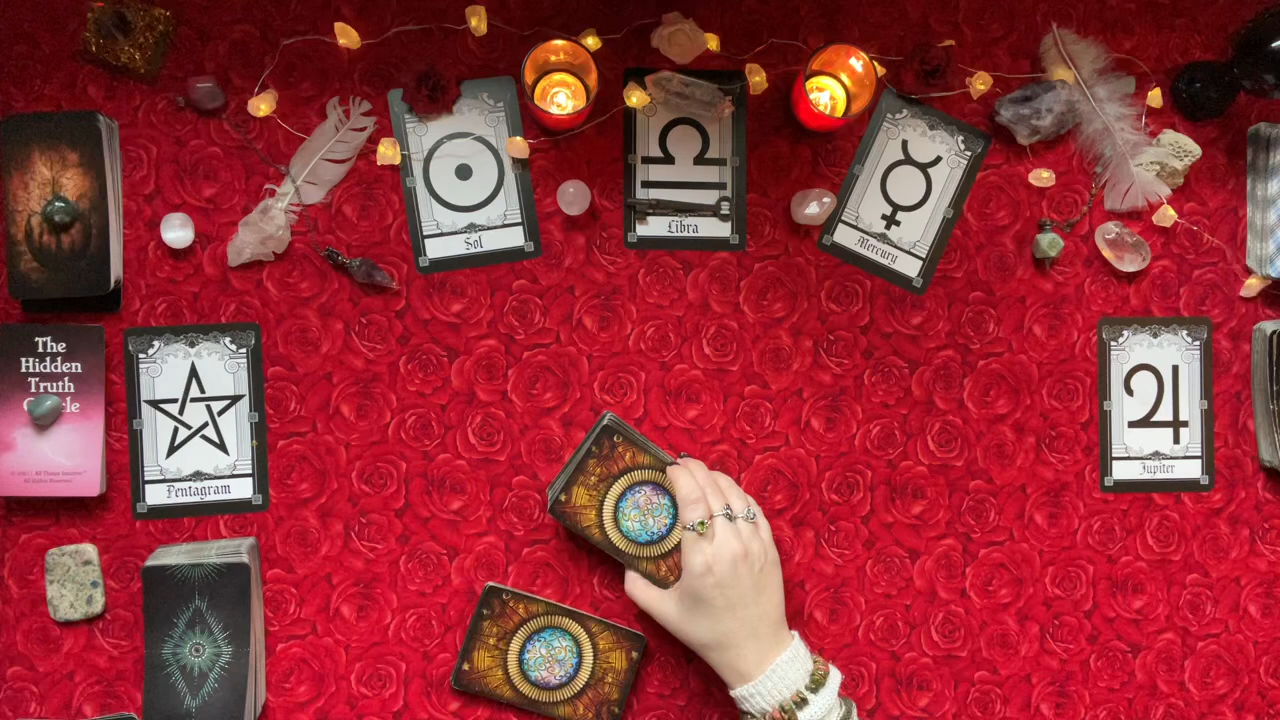 Sol
Libra
Mercury
The
Hidden
Truth
Pentagram
Jupiter